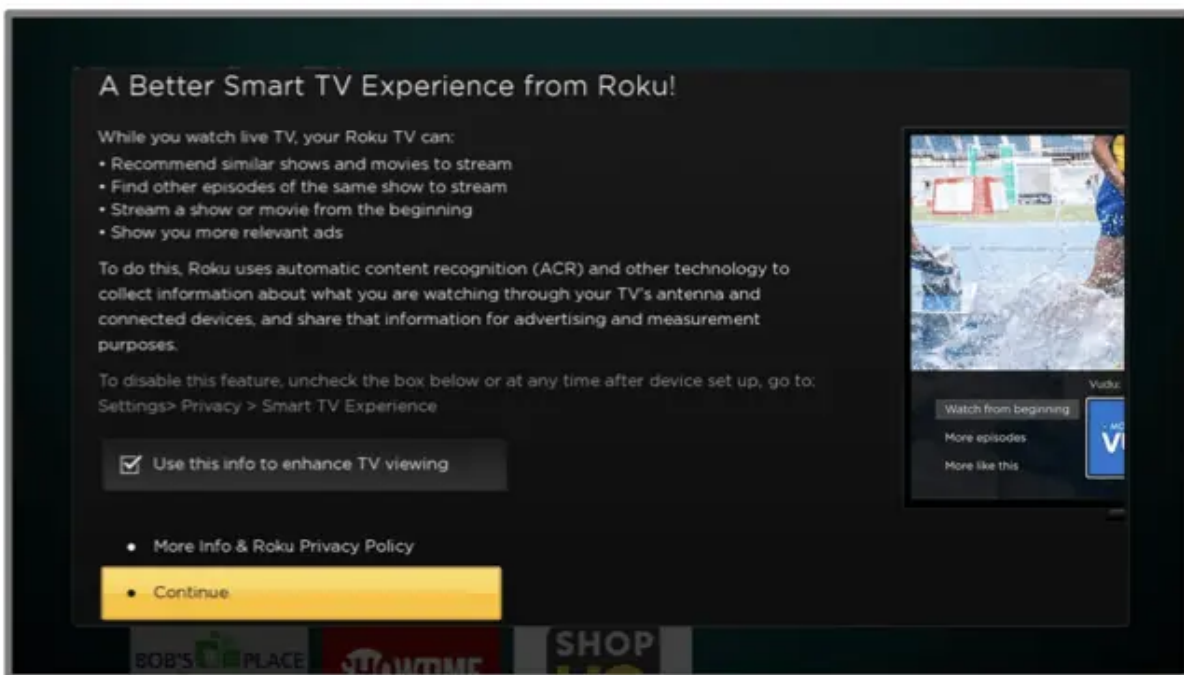 A Better Smart TV Experience from Roku!
While you watch live TV, your Roku TV can:
• Recommend similar shows and movies to stream
• Find other episodes of the same show to stream
• Stream a show or movie from the beginning
• Show you more relevant ads
To do this, Roku uses automatic content recognition (ACR) and other technology to
collect information about what you are watching through your TV's antenna and
connected devices, and share that information for advertising and measurement
purposes.
To disable this feature, uncheck the box below or at any time after device set up, go to:
Settings> Privacy > Smart TV Experience
Use this info to enhance TV viewing
• More Info & Roku Privacy Policy
• Continue
Vudu:
Watch from beginning
More episodes
More like this
BOB'S PLACE
SHOWTIME
SHOP